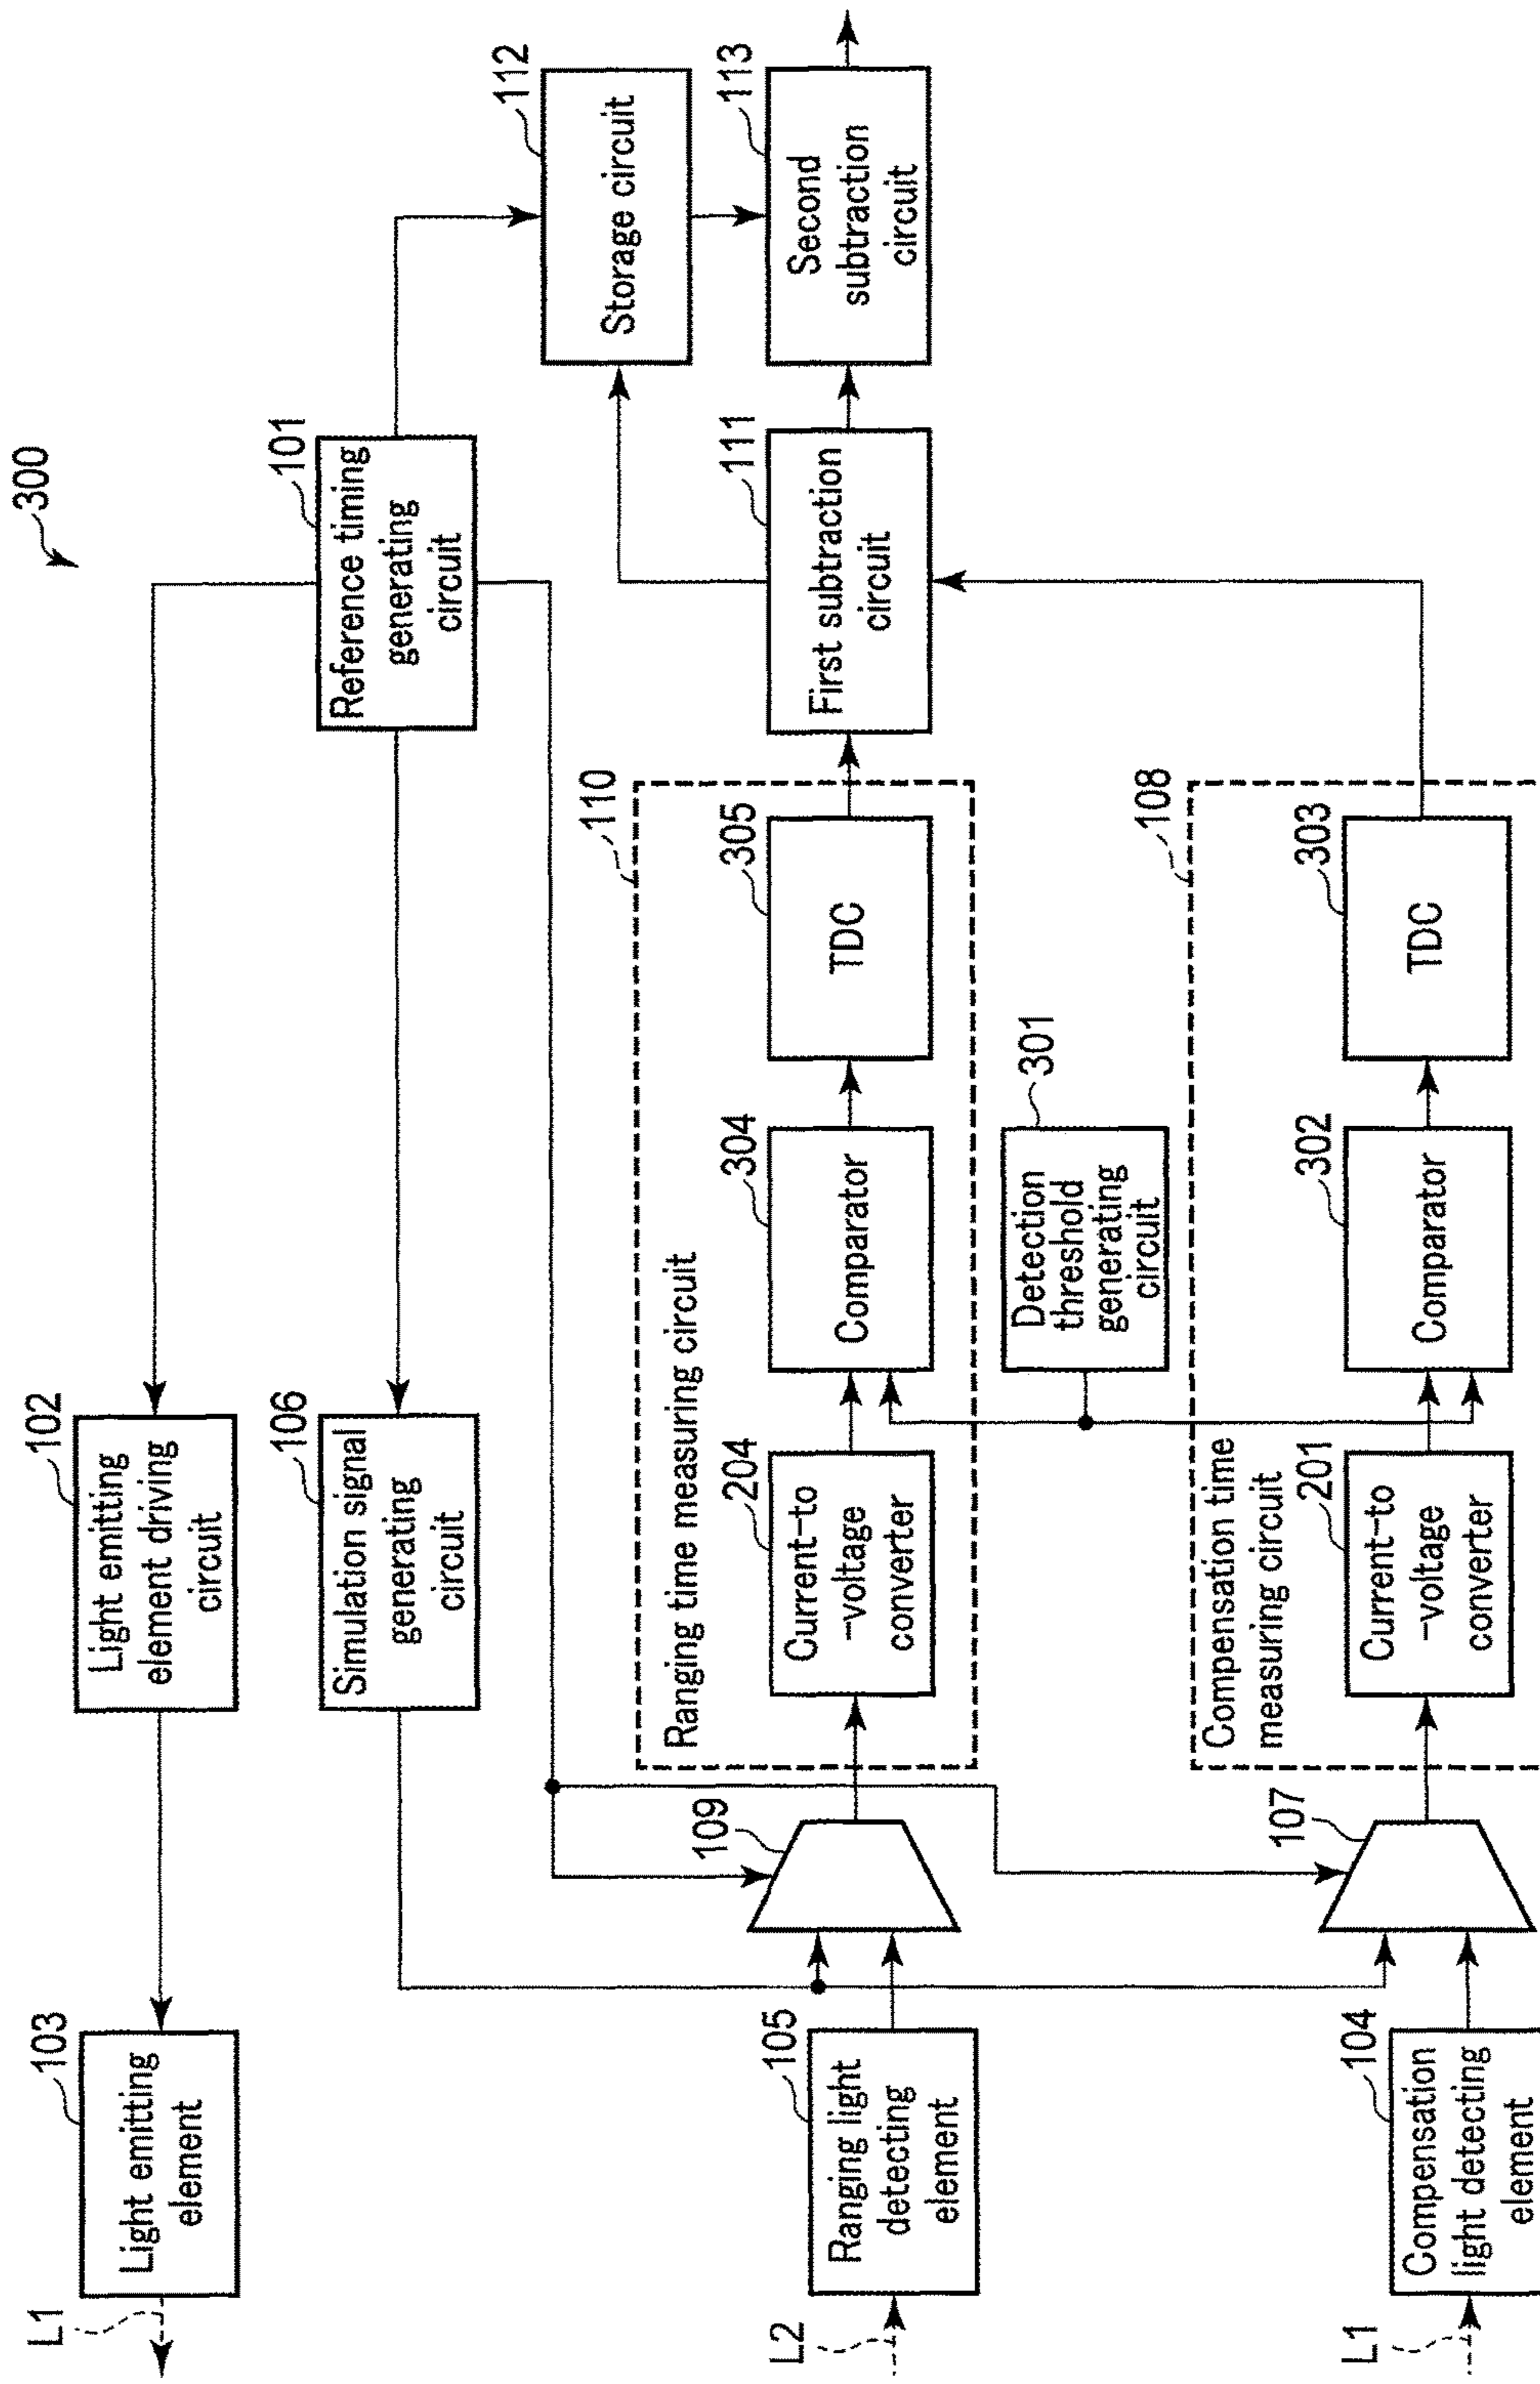 300
L1
103
Light emitting
element
102
Light emitting
element driving
circuit
106
Simulation signal
generating
circuit
101
Reference timing
generating
circuit
112
Storage circuit
L2
105
Ranging light
detecting
element
109
110
Ranging time measuring circuit
204
Current-to
-voltage
converter
304
Comparator
305
TDC
111
First subtraction
circuit
113
Second
subtraction
circuit
301
Detection
threshold
generating
circuit
L1
104
Compensation
light detecting
element
107
108
Compensation time
measuring circuit
201
Current-to
-voltage
converter
302
Comparator
303
TDC